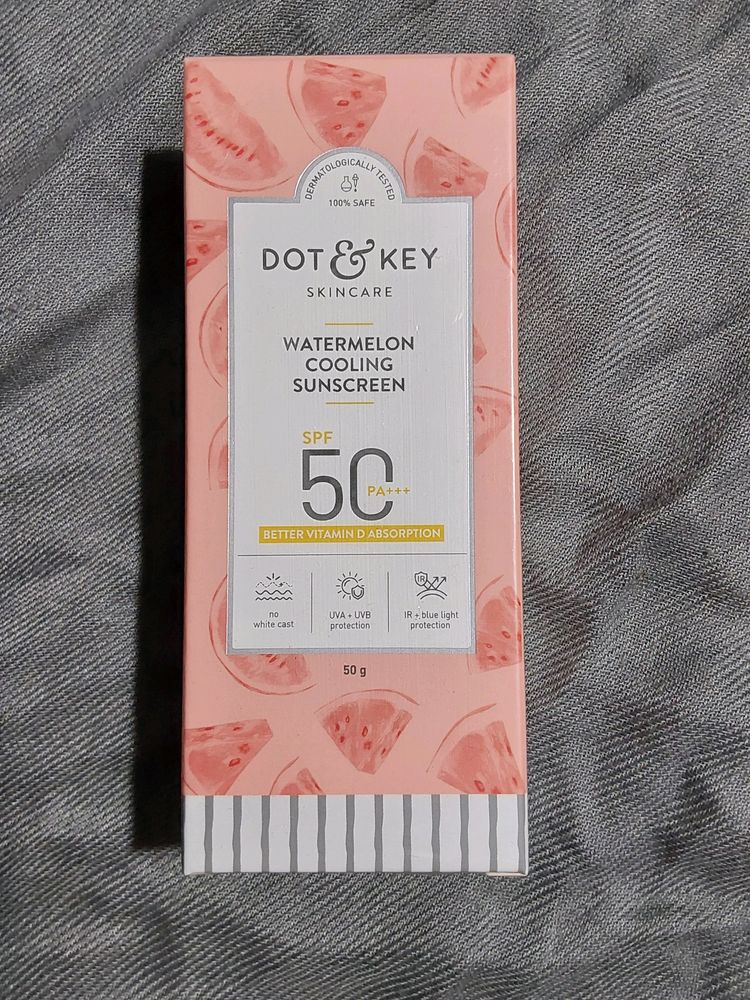 DERMATOLOGICALLY TESTED
100% SAFE
DOT & KEY
SKINCARE
WATERMELON
COOLING
SUNSCREEN
SPF
50
PA+++
BETTER VITAMIN D ABSORPTION
no
white cast
UVA + UVB
protection
IR
IR + blue light
protection
50 g